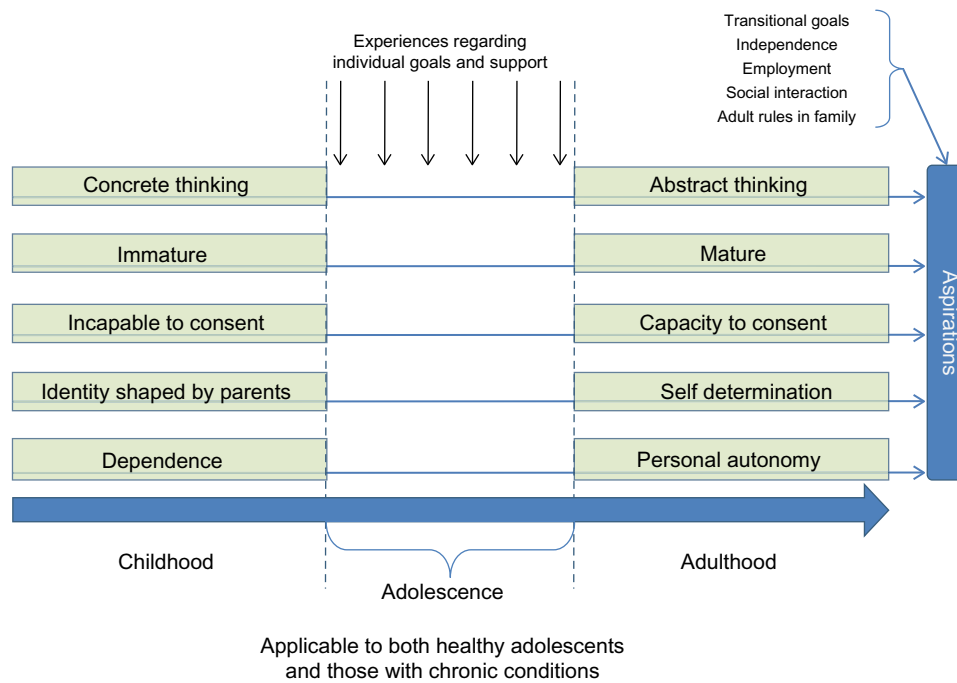 Transitional goals
Independence
Employment
Social interaction
Adult rules in family
Experiences regarding
individual goals and support
Concrete thinking
Abstract thinking
Immature
Mature
Incapable to consent
Capacity to consent
Identity shaped by parents
Self determination
Dependence
Personal autonomy
Aspirations
Childhood
Adolescence
Adulthood
Applicable to both healthy adolescents
and those with chronic conditions